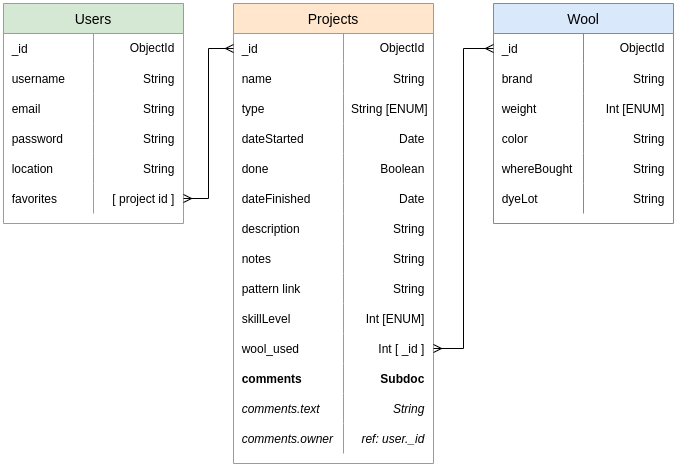 Users
_id ObjectId
username String
email String
password String
location String
favorites [ project id ]
Projects
_id ObjectId
name String
type String [ENUM]
dateStarted Date
done Boolean
dateFinished Date
description String
notes String
pattern link String
skillLevel Int [ENUM]
wool_used Int [ _id ]
comments Subdoc
comments.text String
comments.owner ref: user._id
Wool
_id ObjectId
brand String
weight Int [ENUM]
color String
whereBought String
dyeLot String